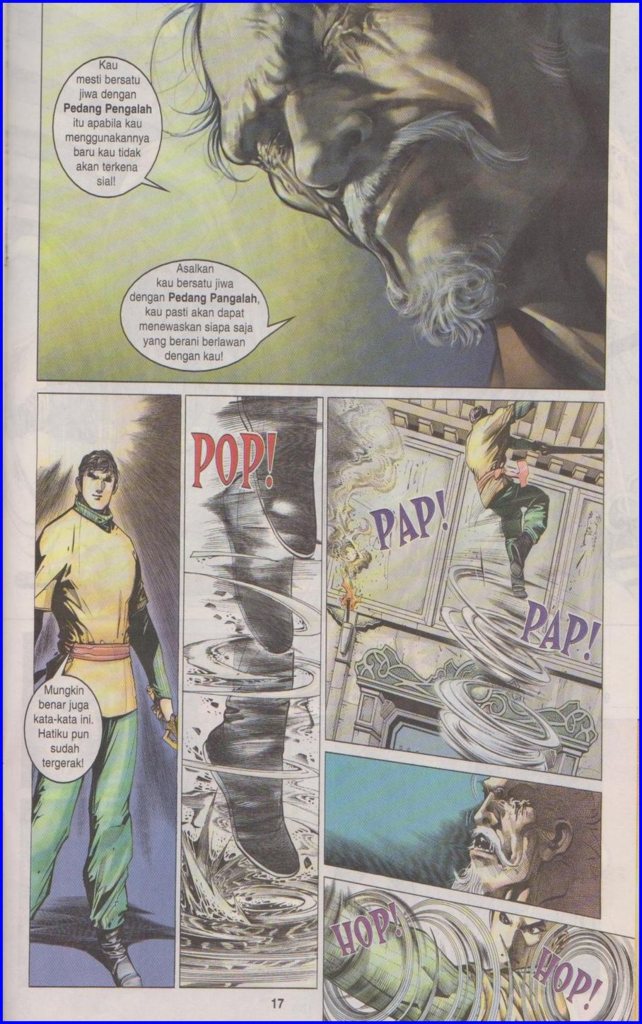 Kau
mesti bersatu
jiwa dengan
Pedang Pengalah
itu apabila kau
menggunakannya
baru kau tidak
akan terkena
sial!
Asalkan
kau bersatu jiwa
dengan Pedang Pangalah,
kau pasti akan dapat
menewaskan siapa saja
yang berani berlawan
dengan kau!
Mungkin
benar juga
kata-kata ini.
Hatiku pun
sudah
tergerak!
POP!
PAP!
PAP!
HOP!
HOP!
17